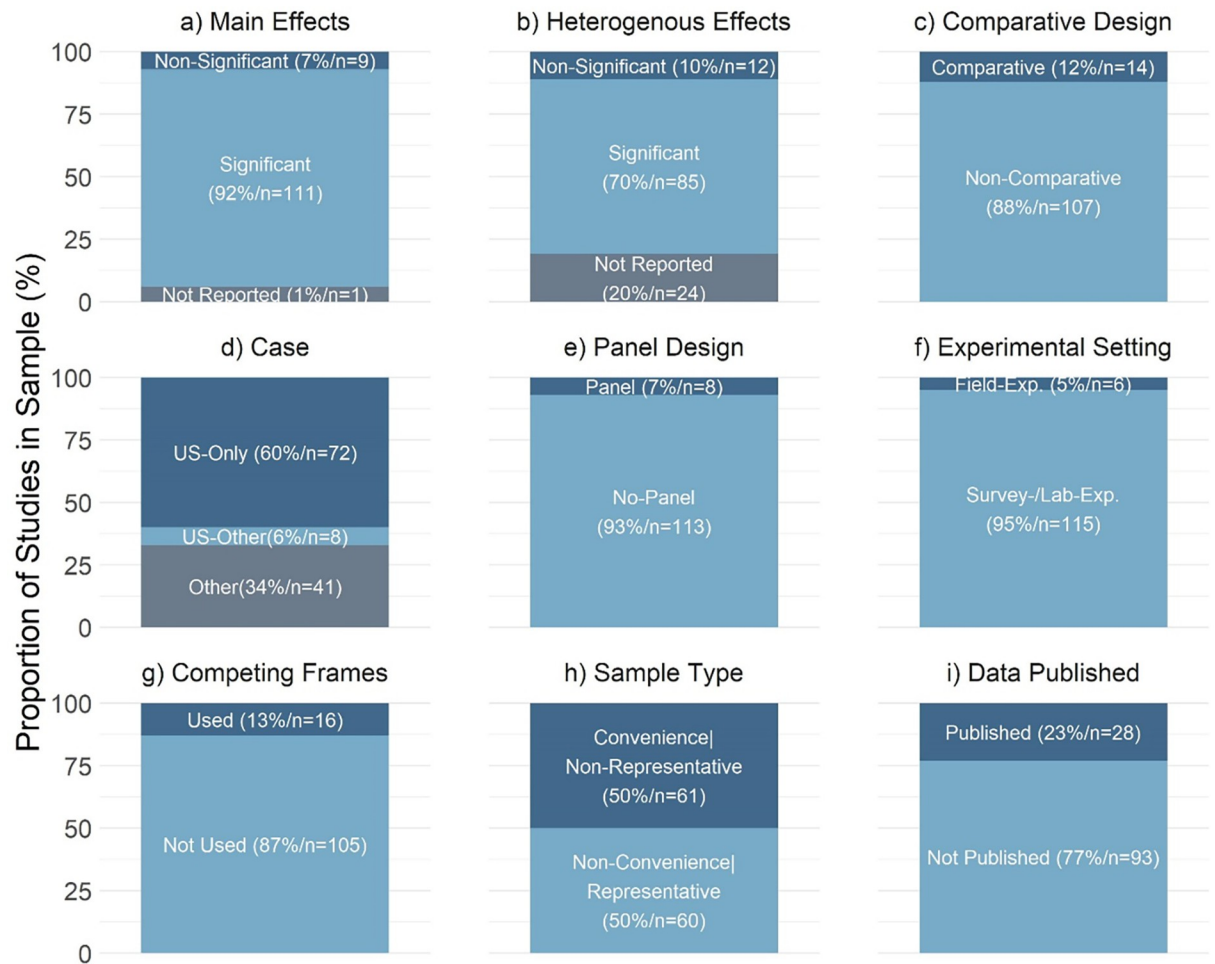 Proportion of Studies in Sample (%)
a) Main Effects
100
75
50
25
0
Non-Significant (7%/n=9)
Significant
(92%/n=111)
Not Reported (1%/n=1)
b) Heterogenous Effects
Non-Significant (10%/n=12)
Significant
(70%/n=85)
Not Reported
(20%/n=24)
c) Comparative Design
Comparative (12%/n=14)
Non-Comparative
(88%/n=107)
d) Case
100
75
50
25
0
US-Only (60%/n=72)
US-Other(6%/n=8)
Other(34%/n=41)
e) Panel Design
Panel (7%/n=8)
No-Panel
(93%/n=113)
f) Experimental Setting
Field-Exp. (5%/n=6)
Survey-/Lab-Exp.
(95%/n=115)
g) Competing Frames
100
75
50
25
0
Used (13%/n=16)
Not Used (87%/n=105)
h) Sample Type
Convenience|
Non-Representative
(50%/n=61)
Non-Convenience|
Representative
(50%/n=60)
i) Data Published
Published (23%/n=28)
Not Published (77%/n=93)